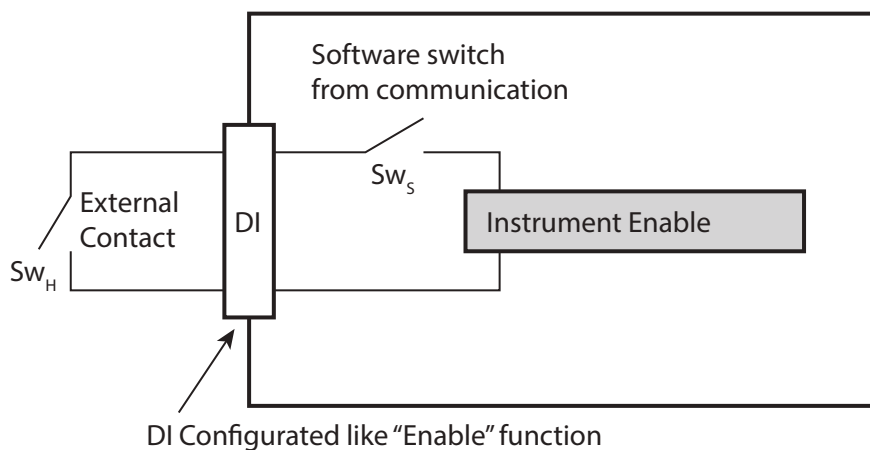 Software switch
from communication
Sw_S
External
Contact
DI
Instrument Enable
Sw_H
DI Configurated like “Enable” function